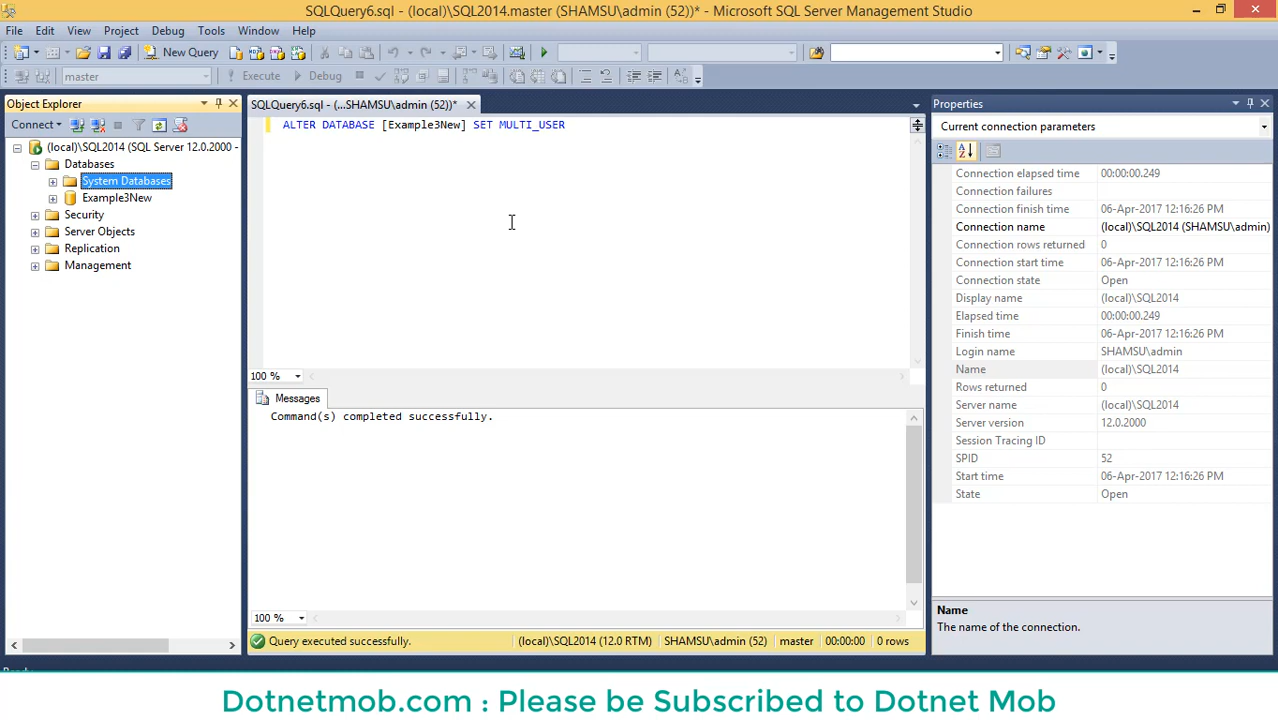 SQLQuery6.sql - (local)\SQL2014.master (SHAMSU\admin (52))* - Microsoft SQL Server Management Studio
File Edit View Project Debug Tools Window Help
New Query
master Execute Debug
Object Explorer
Connect
(local)\SQL2014 (SQL Server 12.0.2000 -
Databases
System Databases
Example3New
Security
Server Objects
Replication
Management
SQLQuery6.sql - (...SHAMSU\admin (52))*
ALTER DATABASE [Example3New] SET MULTI_USER
100 %
Messages
Command(s) completed successfully.
100 %
Query executed successfully. (local)\SQL2014 (12.0 RTM) SHAMSU\admin (52) master 00:00:00 0 rows
Properties
Current connection parameters
Connection elapsed time 00:00:00.249
Connection failures
Connection finish time 06-Apr-2017 12:16:26 PM
Connection name (local)\SQL2014 (SHAMSU\admin)
Connection rows returned 0
Connection start time 06-Apr-2017 12:16:26 PM
Connection state Open
Display name (local)\SQL2014
Elapsed time 00:00:00.249
Finish time 06-Apr-2017 12:16:26 PM
Login name SHAMSU\admin
Name (local)\SQL2014
Rows returned 0
Server name (local)\SQL2014
Server version 12.0.2000
Session Tracing ID
SPID 52
Start time 06-Apr-2017 12:16:26 PM
State Open
Name
The name of the connection.
Dotnetmob.com : Please be Subscribed to Dotnet Mob